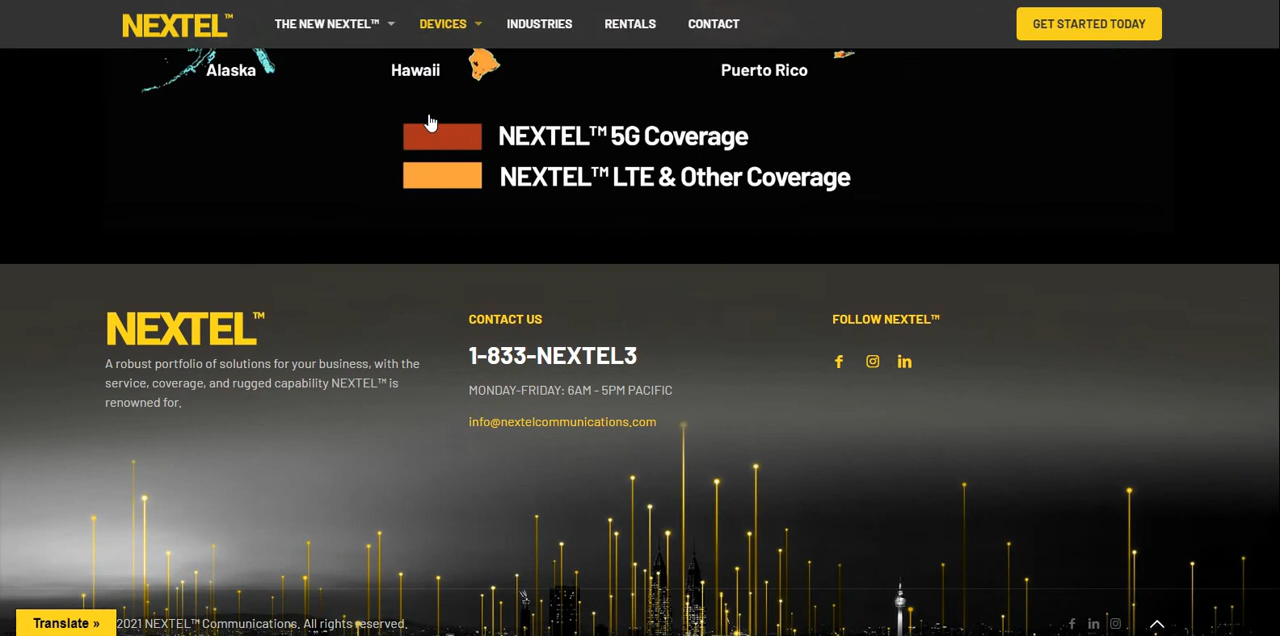 NEXTEL™ THE NEW NEXTEL™ DEVICES INDUSTRIES RENTALS CONTACT GET STARTED TODAY
Alaska Hawaii Puerto Rico
NEXTEL™ 5G Coverage
NEXTEL™ LTE & Other Coverage
NEXTEL™
A robust portfolio of solutions for your business, with the
service, coverage, and rugged capability NEXTEL™ is
renowned for.
CONTACT US
1-833-NEXTEL3
MONDAY-FRIDAY: 6AM - 5PM PACIFIC
info@nextelcommunications.com
FOLLOW NEXTEL™
Translate »
2021 NEXTEL™ Communications. All rights reserved.